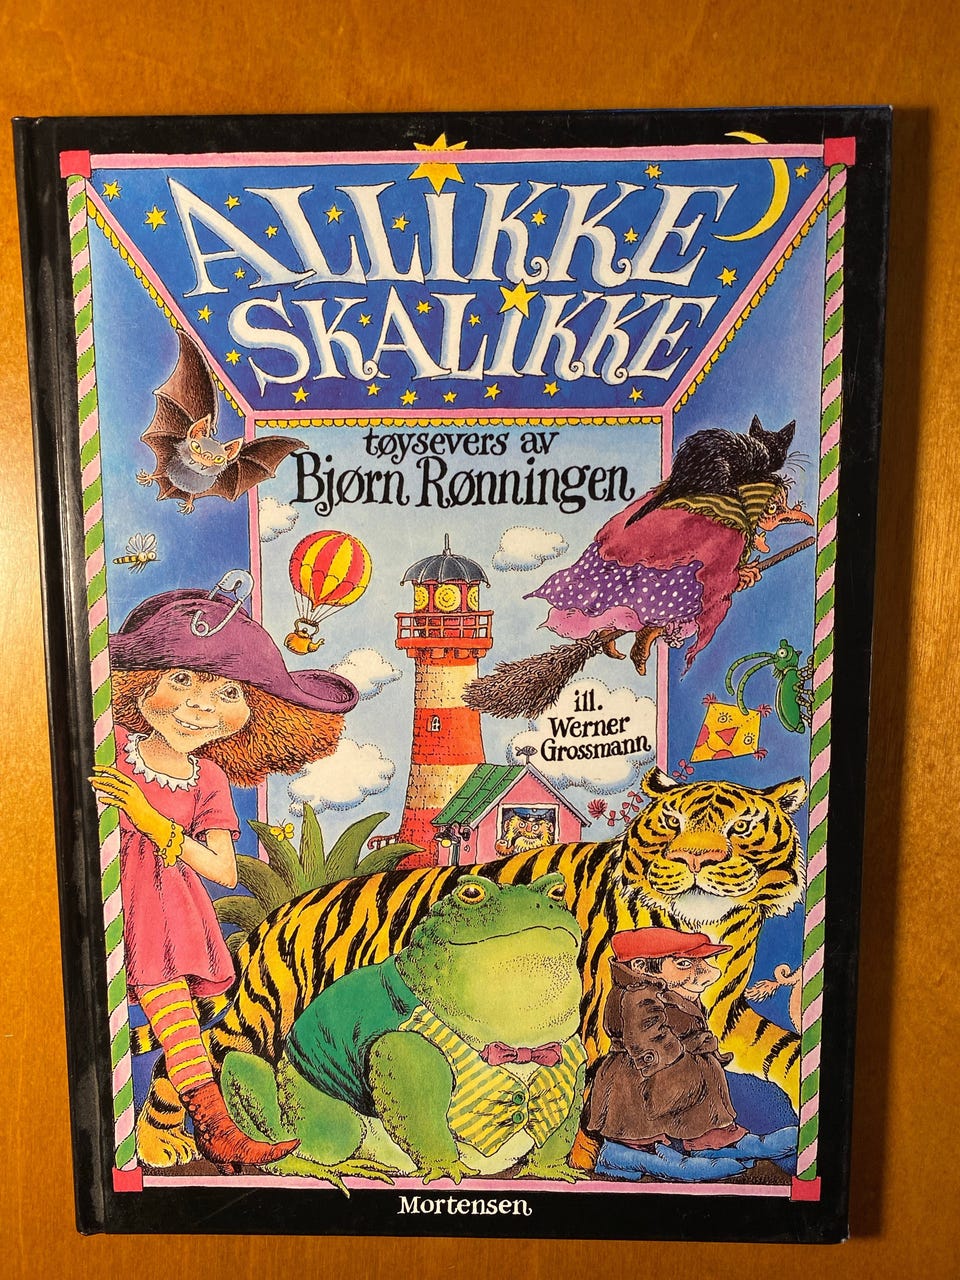 ALLIKKE
SKALIKKE
tøysevers av
Bjørn Rønningen
ill.
Werner
Grossmann
Mortensen